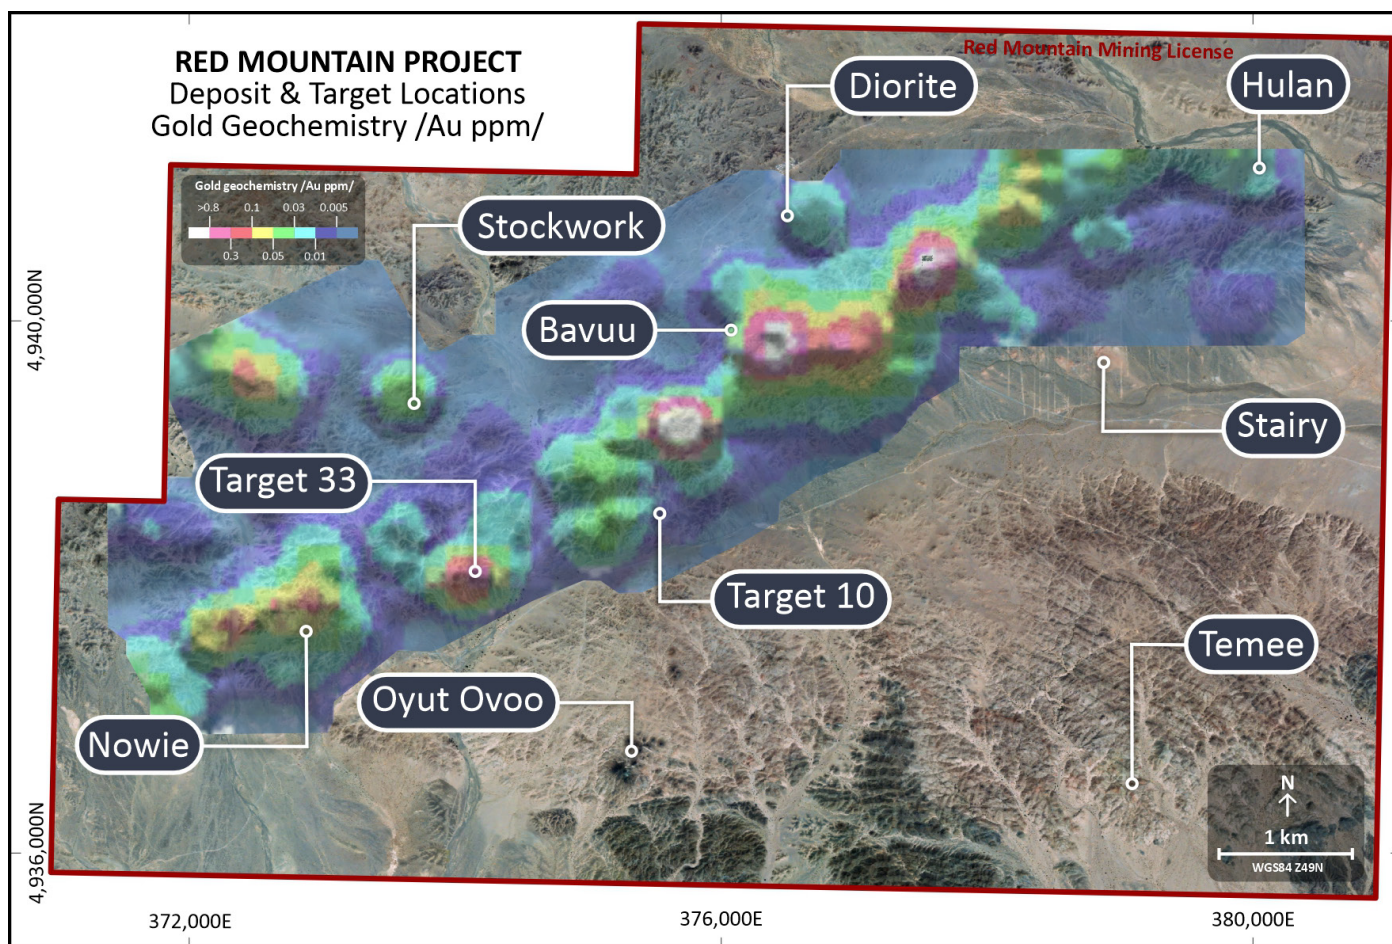 RED MOUNTAIN PROJECT
Deposit & Target Locations
Gold Geochemistry /Au ppm/
Red Mountain Mining License
Diorite
Hulan
Gold geochemistry /Au ppm/
>0.8 0.1 0.03 0.005
0.3 0.05 0.01
Stockwork
4,940,000N
Bavuu
Stairy
Target 33
Target 10
Temee
Oyut Ovoo
Nowie
N
1 km
WGS84 Z49N
4,936,000N
372,000E 376,000E 380,000E